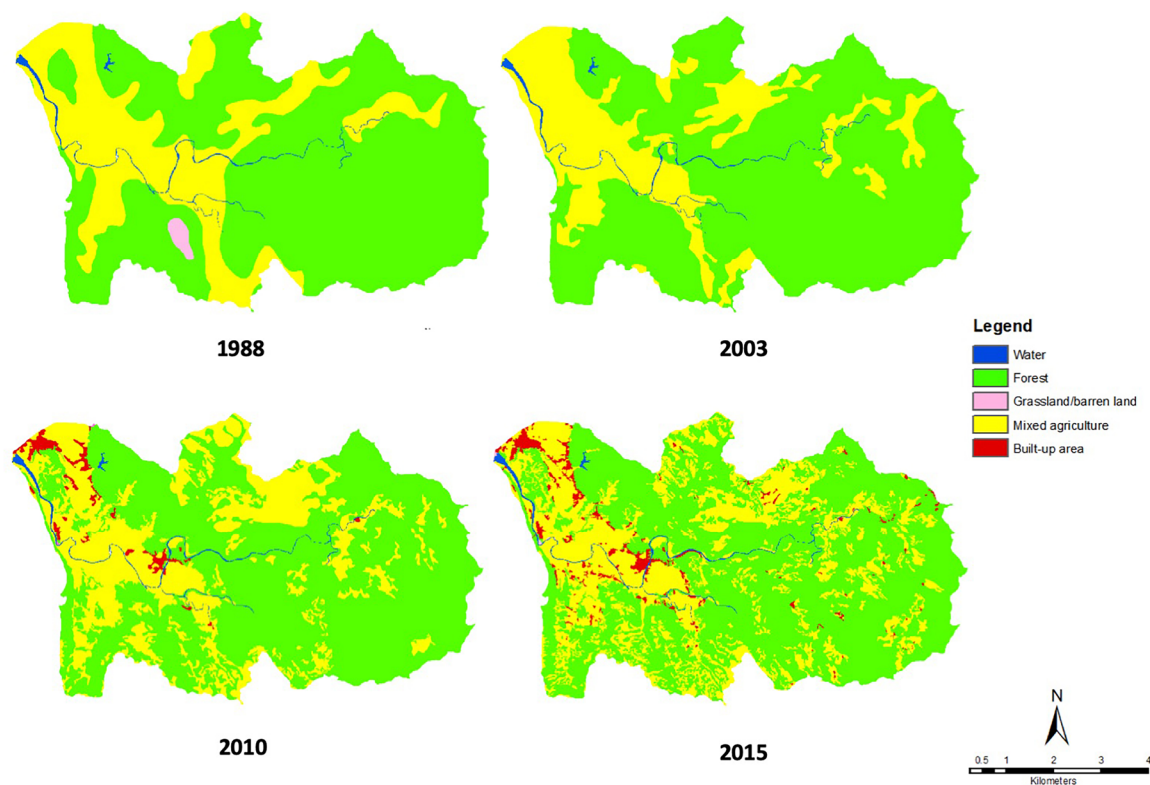 1988
2003
Legend
Water
Forest
Grassland/barren land
Mixed agriculture
Built-up area
2010
2015
N
0.5 1 2 3 4
Kilometers